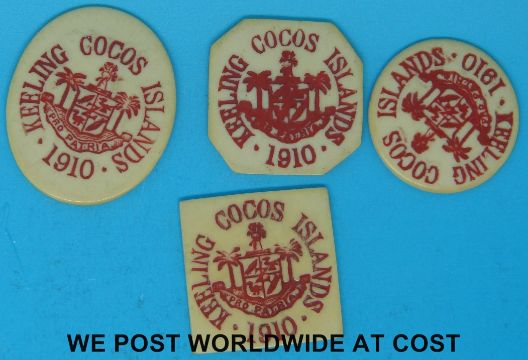 KEELING COCOS ISLANDS
PRO PATRIA
· 1910 ·
KEELING COCOS ISLANDS
PRO PATRIA
· 1910 ·
KEELING COCOS ISLANDS
· 1910 ·
KEELING COCOS ISLANDS
PRO PATRIA
· 1910 ·
WE POST WORLDWIDE AT COST